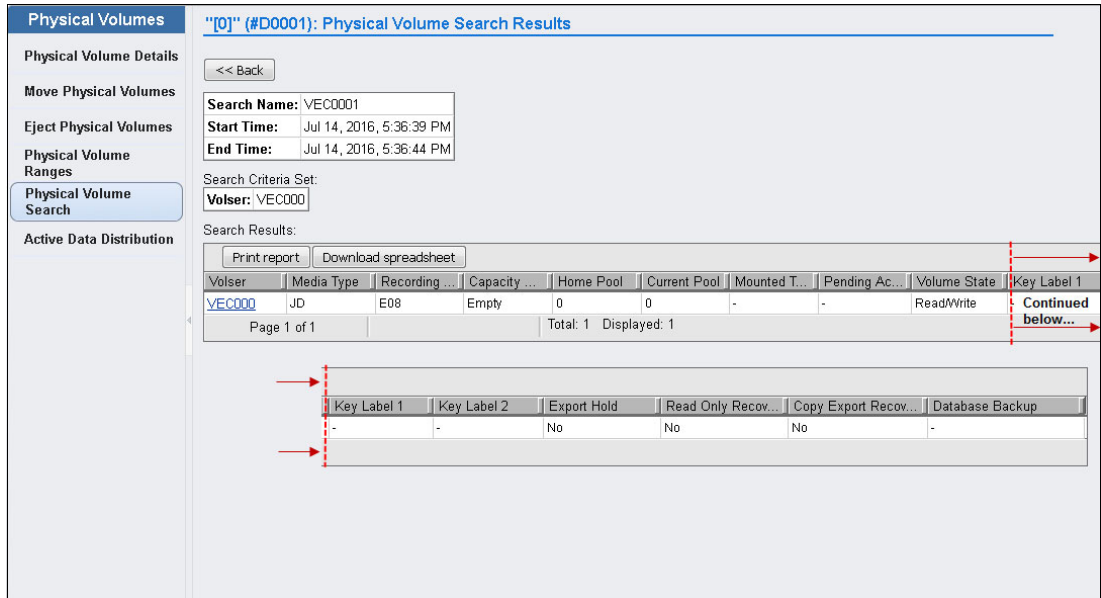 Physical Volumes
Physical Volume Details
Move Physical Volumes
Eject Physical Volumes
Physical Volume
Ranges
Physical Volume
Search
Active Data Distribution
"[0]" (#D0001): Physical Volume Search Results
<< Back
Search Name: VEC0001
Start Time: Jul 14, 2016, 5:36:39 PM
End Time: Jul 14, 2016, 5:36:44 PM
Search Criteria Set:
Volser: VEC000
Search Results:
Print report Download spreadsheet
Volser Media Type Recording ... Capacity ... Home Pool Current Pool Mounted T... Pending Ac... Volume State Key Label 1
VEC000 JD E08 Empty 0 0 - - Read/Write - Continued
below...
Page 1 of 1 Total: 1 Displayed: 1
Key Label 1 Key Label 2 Export Hold Read Only Recov... Copy Export Recov... Database Backup
- - No No No -